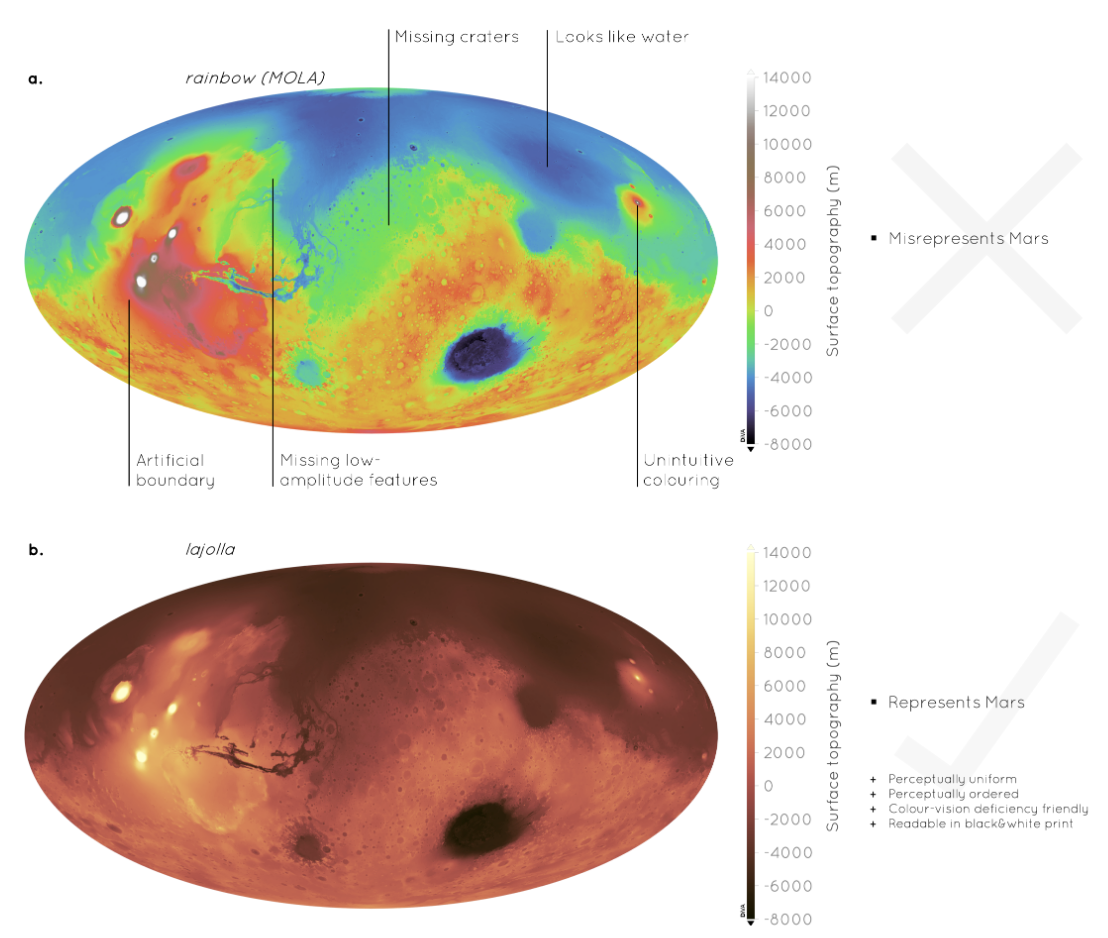 Missing craters
Looks like water
a.
rainbow (MOLA)
14000
12000
10000
8000
6000
4000
2000
0
-2000
-4000
-6000
-8000
Surface topography (m)
DVA
Misrepresents Mars
Artificial
boundary
Missing low-
amplitude features
Unintuitive
colouring
b.
lajolla
14000
12000
10000
8000
6000
4000
2000
0
-2000
-4000
-6000
-8000
Surface topography (m)
DVA
Represents Mars
+ Perceptually uniform
+ Perceptually ordered
+ Colour-vision deficiency friendly
+ Readable in black&white print